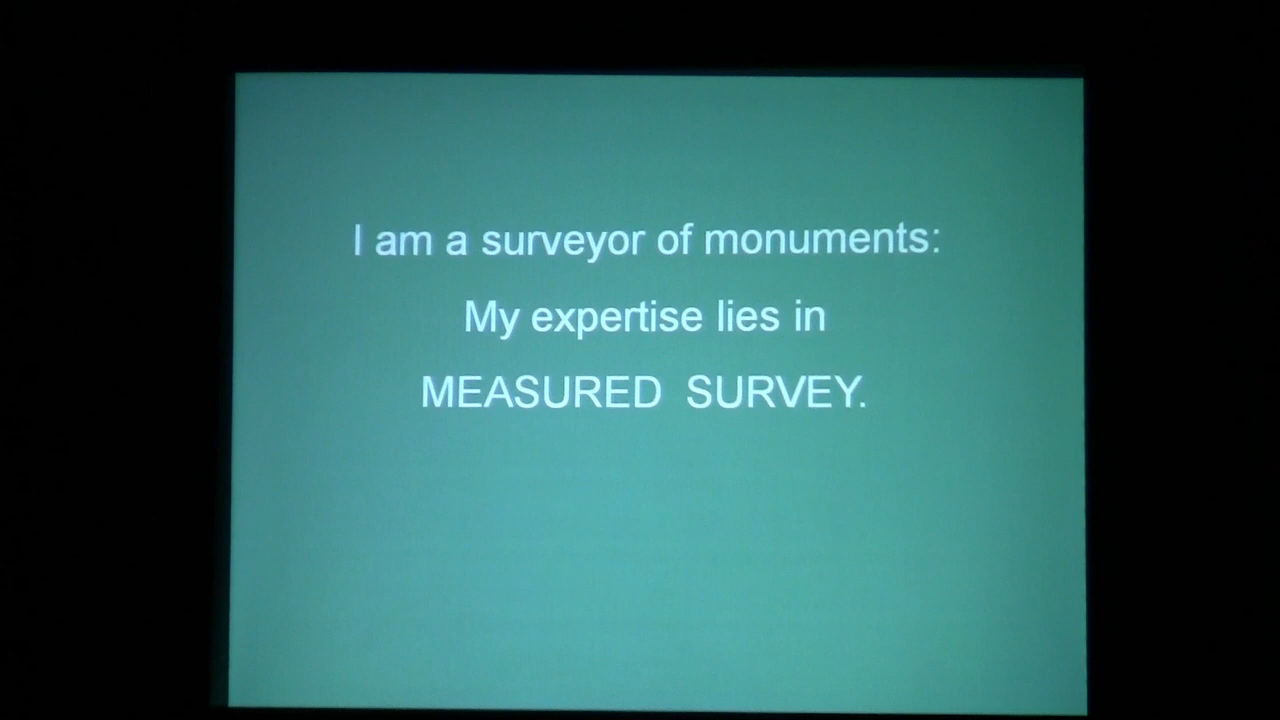 I am a surveyor of monuments:
My expertise lies in
MEASURED SURVEY.